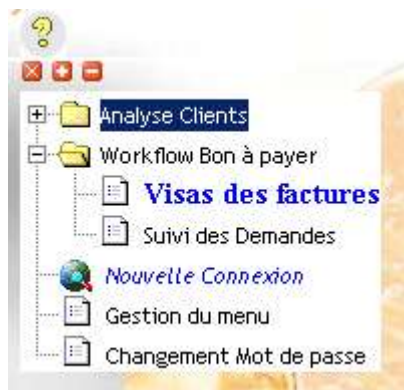 Analyse Clients
Workflow Bon à payer
Visas des factures
Suivi des Demandes
Nouvelle Connexion
Gestion du menu
Changement Mot de passe